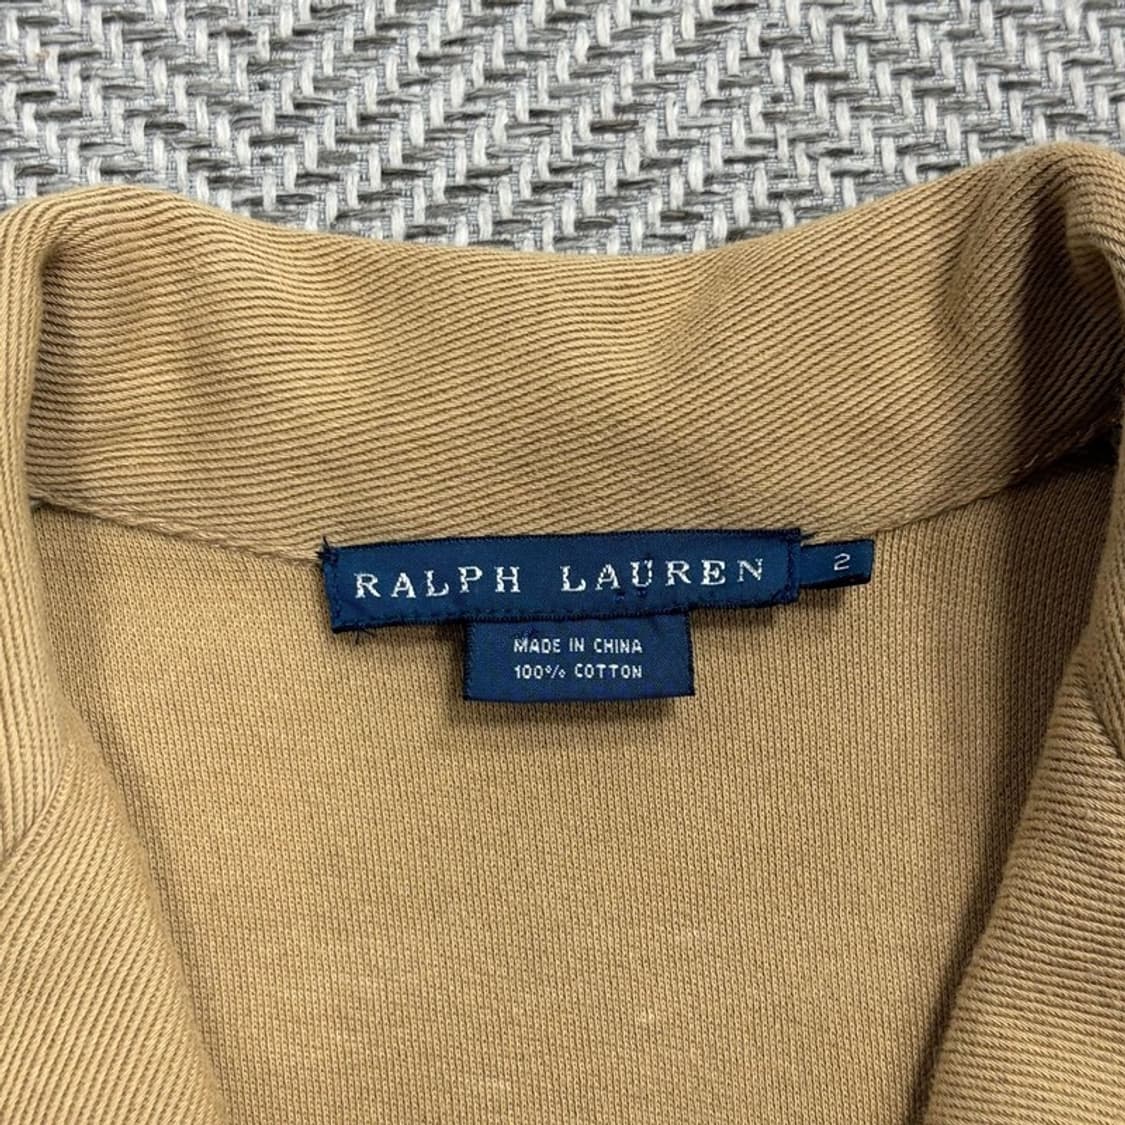 RALPH LAUREN
2
MADE IN CHINA
100% COTTON